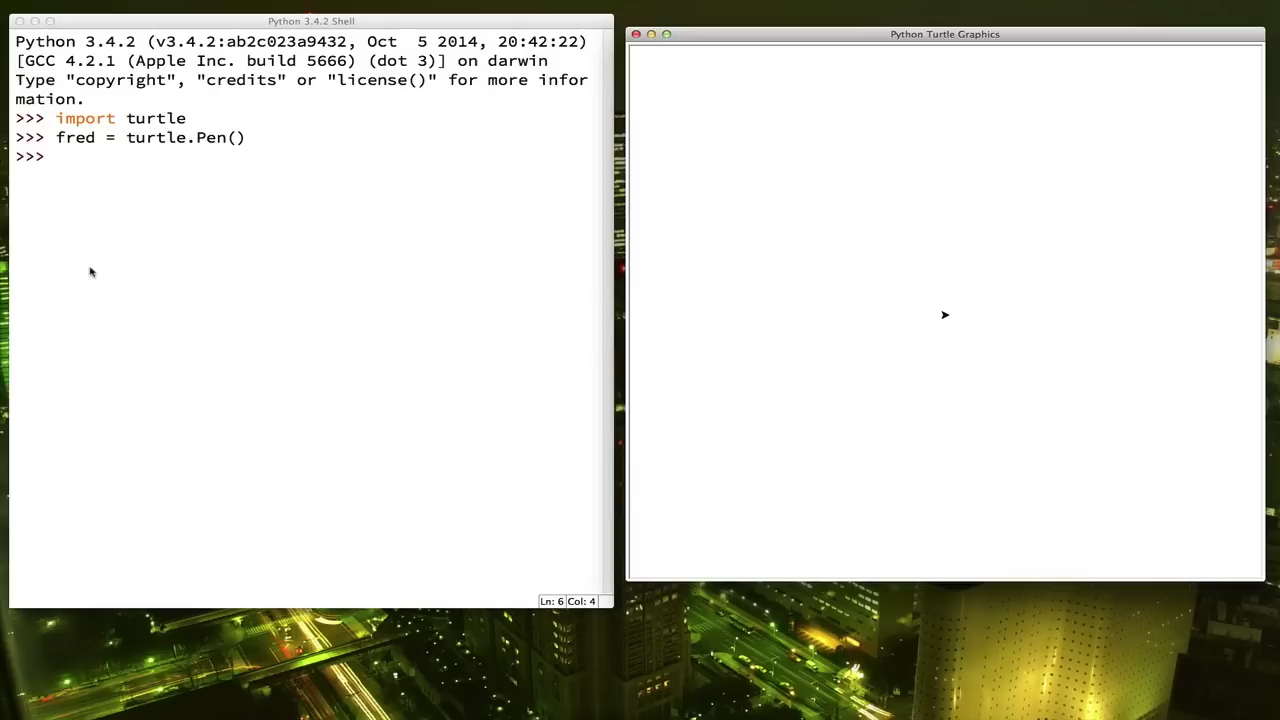 Python 3.4.2 Shell
Python 3.4.2 (v3.4.2:ab2c023a9432, Oct  5 2014, 20:42:22)
[GCC 4.2.1 (Apple Inc. build 5666) (dot 3)] on darwin
Type "copyright", "credits" or "license()" for more infor
mation.
>>> import turtle
>>> fred = turtle.Pen()
>>>
Ln: 6 Col: 4
Python Turtle Graphics